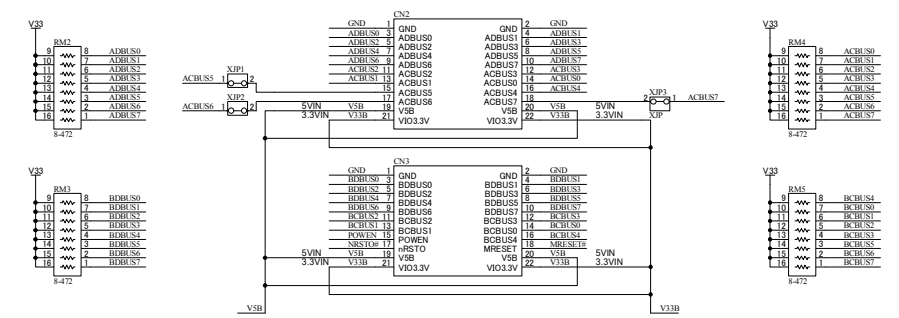 V33
RM2
9 8 ADBUS0
10 7 ADBUS1
11 6 ADBUS2
12 5 ADBUS3
13 4 ADBUS4
14 3 ADBUS5
15 2 ADBUS6
16 1 ADBUS7
8-472
XJP1
ACBUS5 1 2
XJP2
ACBUS6 1 2
CN2
GND 1 GND GND 2 GND
ADBUS0 3 ADBUS0 ADBUS1 4 ADBUS1
ADBUS2 5 ADBUS2 ADBUS3 6 ADBUS3
ADBUS4 7 ADBUS4 ADBUS5 8 ADBUS5
ADBUS6 9 ADBUS6 ADBUS7 10 ADBUS7
ACBUS2 11 ACBUS2 ACBUS3 12 ACBUS3
ACBUS1 13 ACBUS1 ACBUS0 14 ACBUS0
15 ACBUS5 ACBUS4 16 ACBUS4
17 ACBUS6 ACBUS7 18
5VIN V5B 19 V5B V5B 20 V5B 5VIN
3.3VIN V33B 21 VIO3.3V VIO3.3V 22 V33B 3.3VIN
XJP3
2 1 ACBUS7
XJP
V33
RM4
9 8 ACBUS0
10 7 ACBUS1
11 6 ACBUS2
12 5 ACBUS3
13 4 ACBUS4
14 3 ACBUS5
15 2 ACBUS6
16 1 ACBUS7
8-472
V33
RM3
9 8 BDBUS0
10 7 BDBUS1
11 6 BDBUS2
12 5 BDBUS3
13 4 BDBUS4
14 3 BDBUS5
15 2 BDBUS6
16 1 BDBUS7
8-472
CN3
GND 1 GND GND 2 GND
BDBUS0 3 BDBUS0 BDBUS1 4 BDBUS1
BDBUS2 5 BDBUS2 BDBUS3 6 BDBUS3
BDBUS4 7 BDBUS4 BDBUS5 8 BDBUS5
BDBUS6 9 BDBUS6 BDBUS7 10 BDBUS7
BCBUS2 11 BCBUS2 BCBUS3 12 BCBUS3
BCBUS1 13 BCBUS1 BCBUS0 14 BCBUS0
POWEN 15 POWEN BCBUS4 16 BCBUS4
NRSTO# 17 nRSTO MRESET 18 MRESET#
5VIN V5B 19 V5B V5B 20 V5B 5VIN
3.3VIN V33B 21 VIO3.3V VIO3.3V 22 V33B 3.3VIN
V33
RM5
9 8 BCBUS4
10 7 BCBUS0
11 6 BCBUS1
12 5 BCBUS2
13 4 BCBUS3
14 3 BCBUS5
15 2 BCBUS6
16 1 BCBUS7
8-472
V5B
V33B